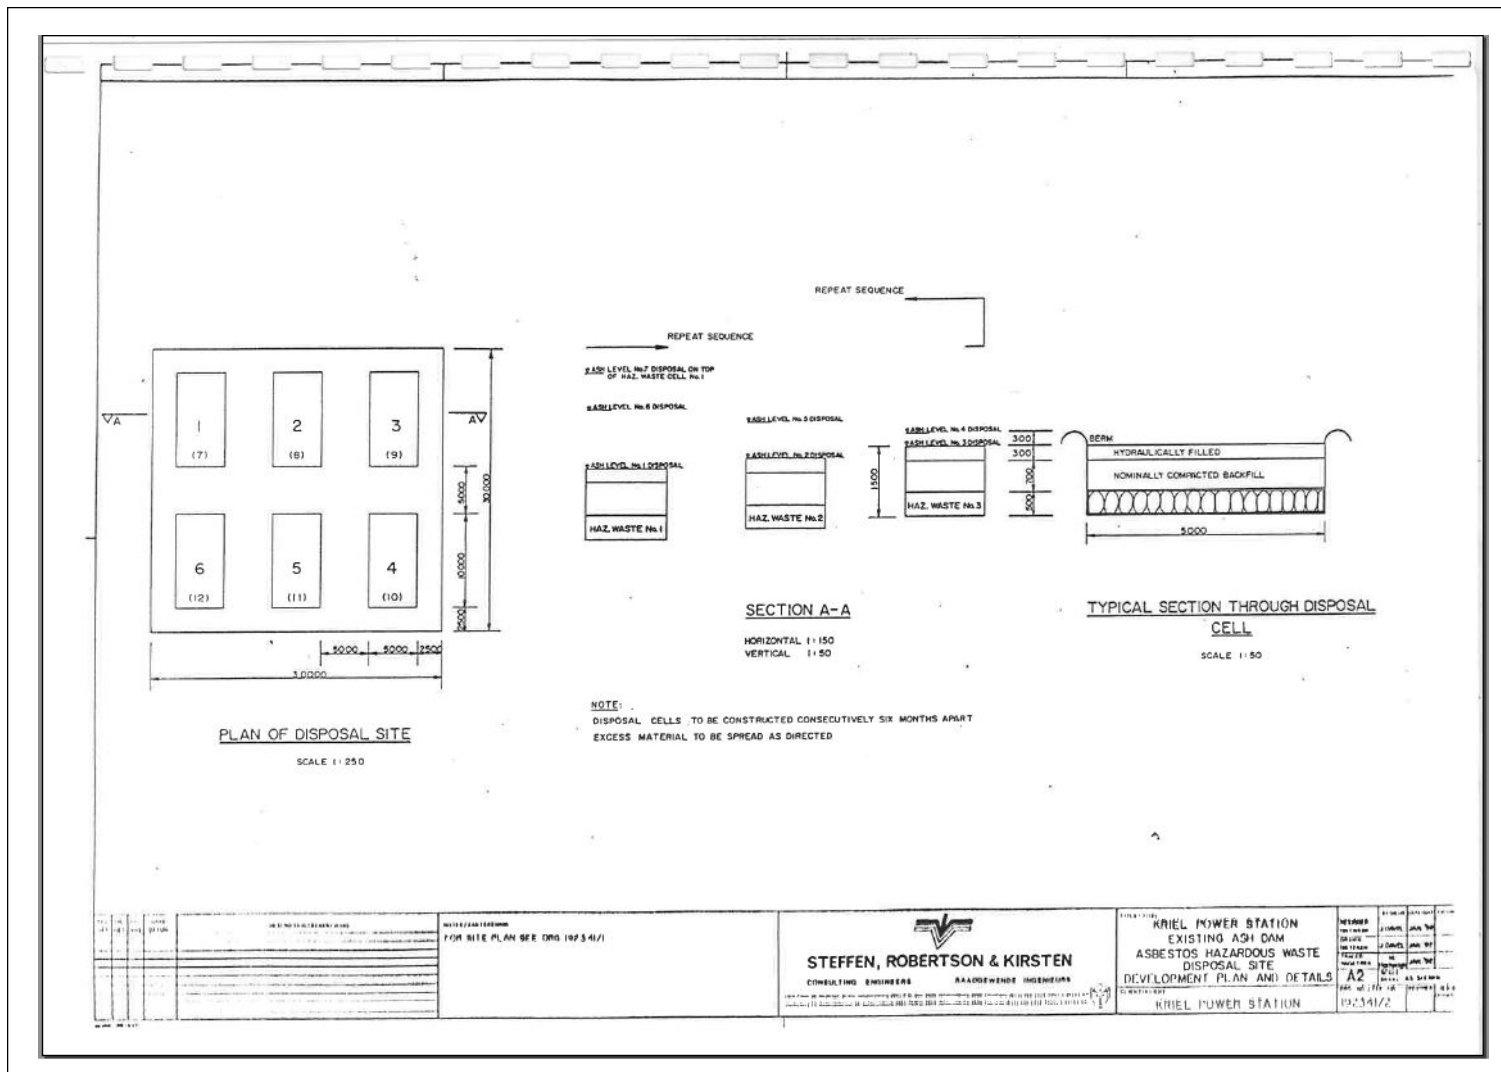 REPEAT SEQUENCE
REPEAT SEQUENCE
ASH LEVEL No.7 DISPOSAL ON TOP
OF HAZ. WASTE CELL No.1
ASH LEVEL No.6 DISPOSAL
ASH LEVEL No.5 DISPOSAL
ASH LEVEL No.4 DISPOSAL
ASH LEVEL No.3 DISPOSAL
ASH LEVEL No.1 DISPOSAL
ASH LEVEL No.2 DISPOSAL
HAZ. WASTE No.1
HAZ. WASTE No.2
HAZ. WASTE No.3
1500
300
300
700
500
BERM
HYDRAULICALLY FILLED
NOMINALLY COMPACTED BACKFILL
5000
A
A
1
(7)
2
(8)
3
(9)
6
(12)
5
(11)
4
(10)
5000
10000
2500
30000
5000
5000
2500
30000
PLAN OF DISPOSAL SITE
SCALE 1:250
SECTION A-A
HORIZONTAL 1:150
VERTICAL 1:50
TYPICAL SECTION THROUGH DISPOSAL
CELL
SCALE 1:50
NOTE:
DISPOSAL CELLS TO BE CONSTRUCTED CONSECUTIVELY SIX MONTHS APART
EXCESS MATERIAL TO BE SPREAD AS DIRECTED
FOR SITE PLAN SEE DRG 192341/1
STEFFEN, ROBERTSON & KIRSTEN
CONSULTING ENGINEERS RAADGEWENDE INGENIEURS
KRIEL POWER STATION
EXISTING ASH DAM
ASBESTOS HAZARDOUS WASTE
DISPOSAL SITE
DEVELOPMENT PLAN AND DETAILS
KRIEL POWER STATION
A2
192341/2